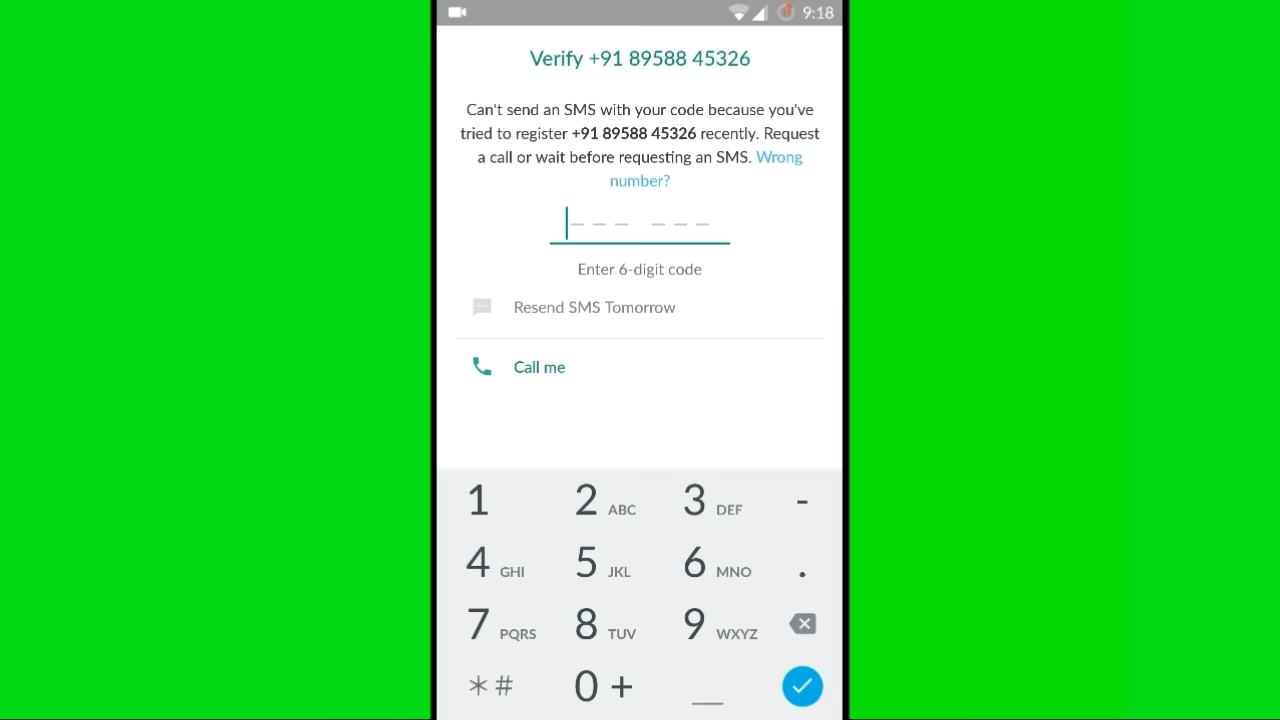 9:18
Verify +91 89588 45326
Can't send an SMS with your code because you've
tried to register +91 89588 45326 recently. Request
a call or wait before requesting an SMS. Wrong
number?
Enter 6-digit code
Resend SMS Tomorrow
Call me
1 2 ABC 3 DEF -
4 GHI 5 JKL 6 MNO .
7 PQRS 8 TUV 9 WXYZ
*# 0 + _